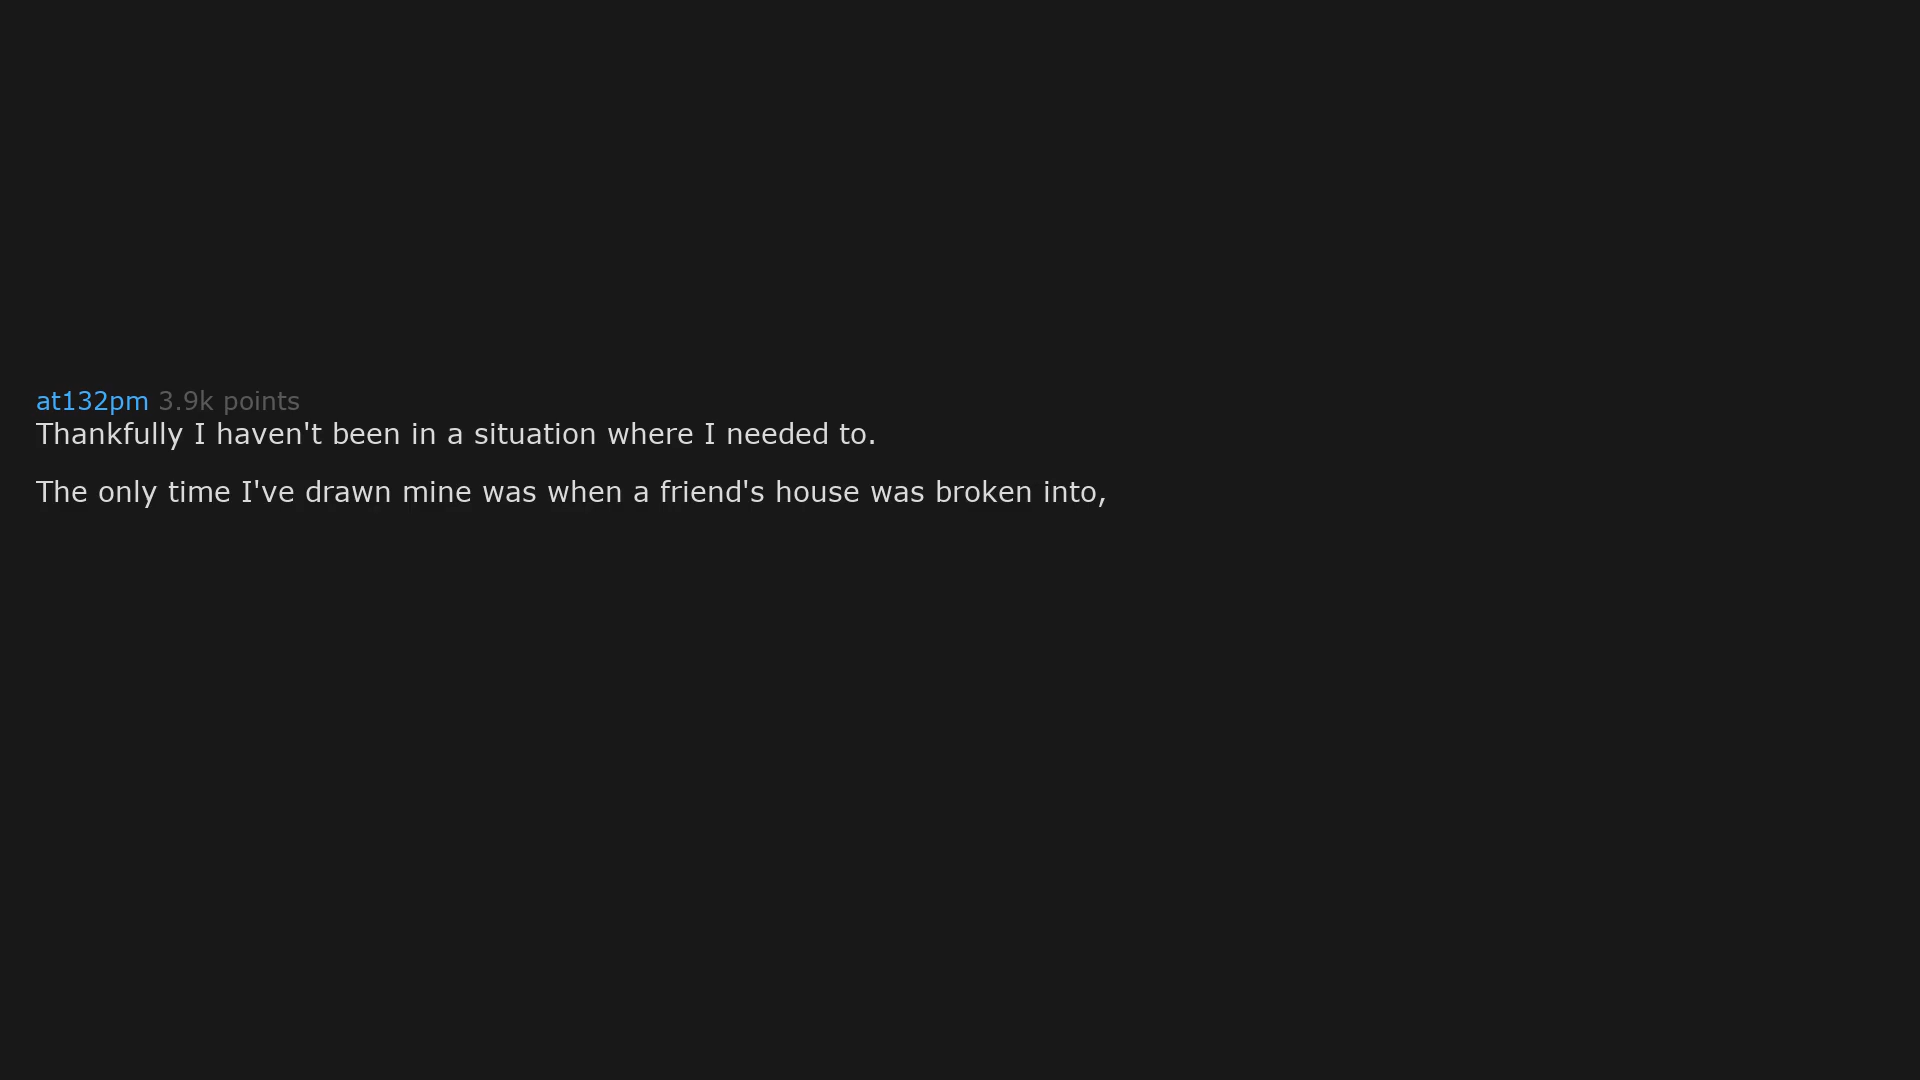 at132pm 3.9k points
Thankfully I haven't been in a situation where I needed to.
The only time I've drawn mine was when a friend's house was broken into,